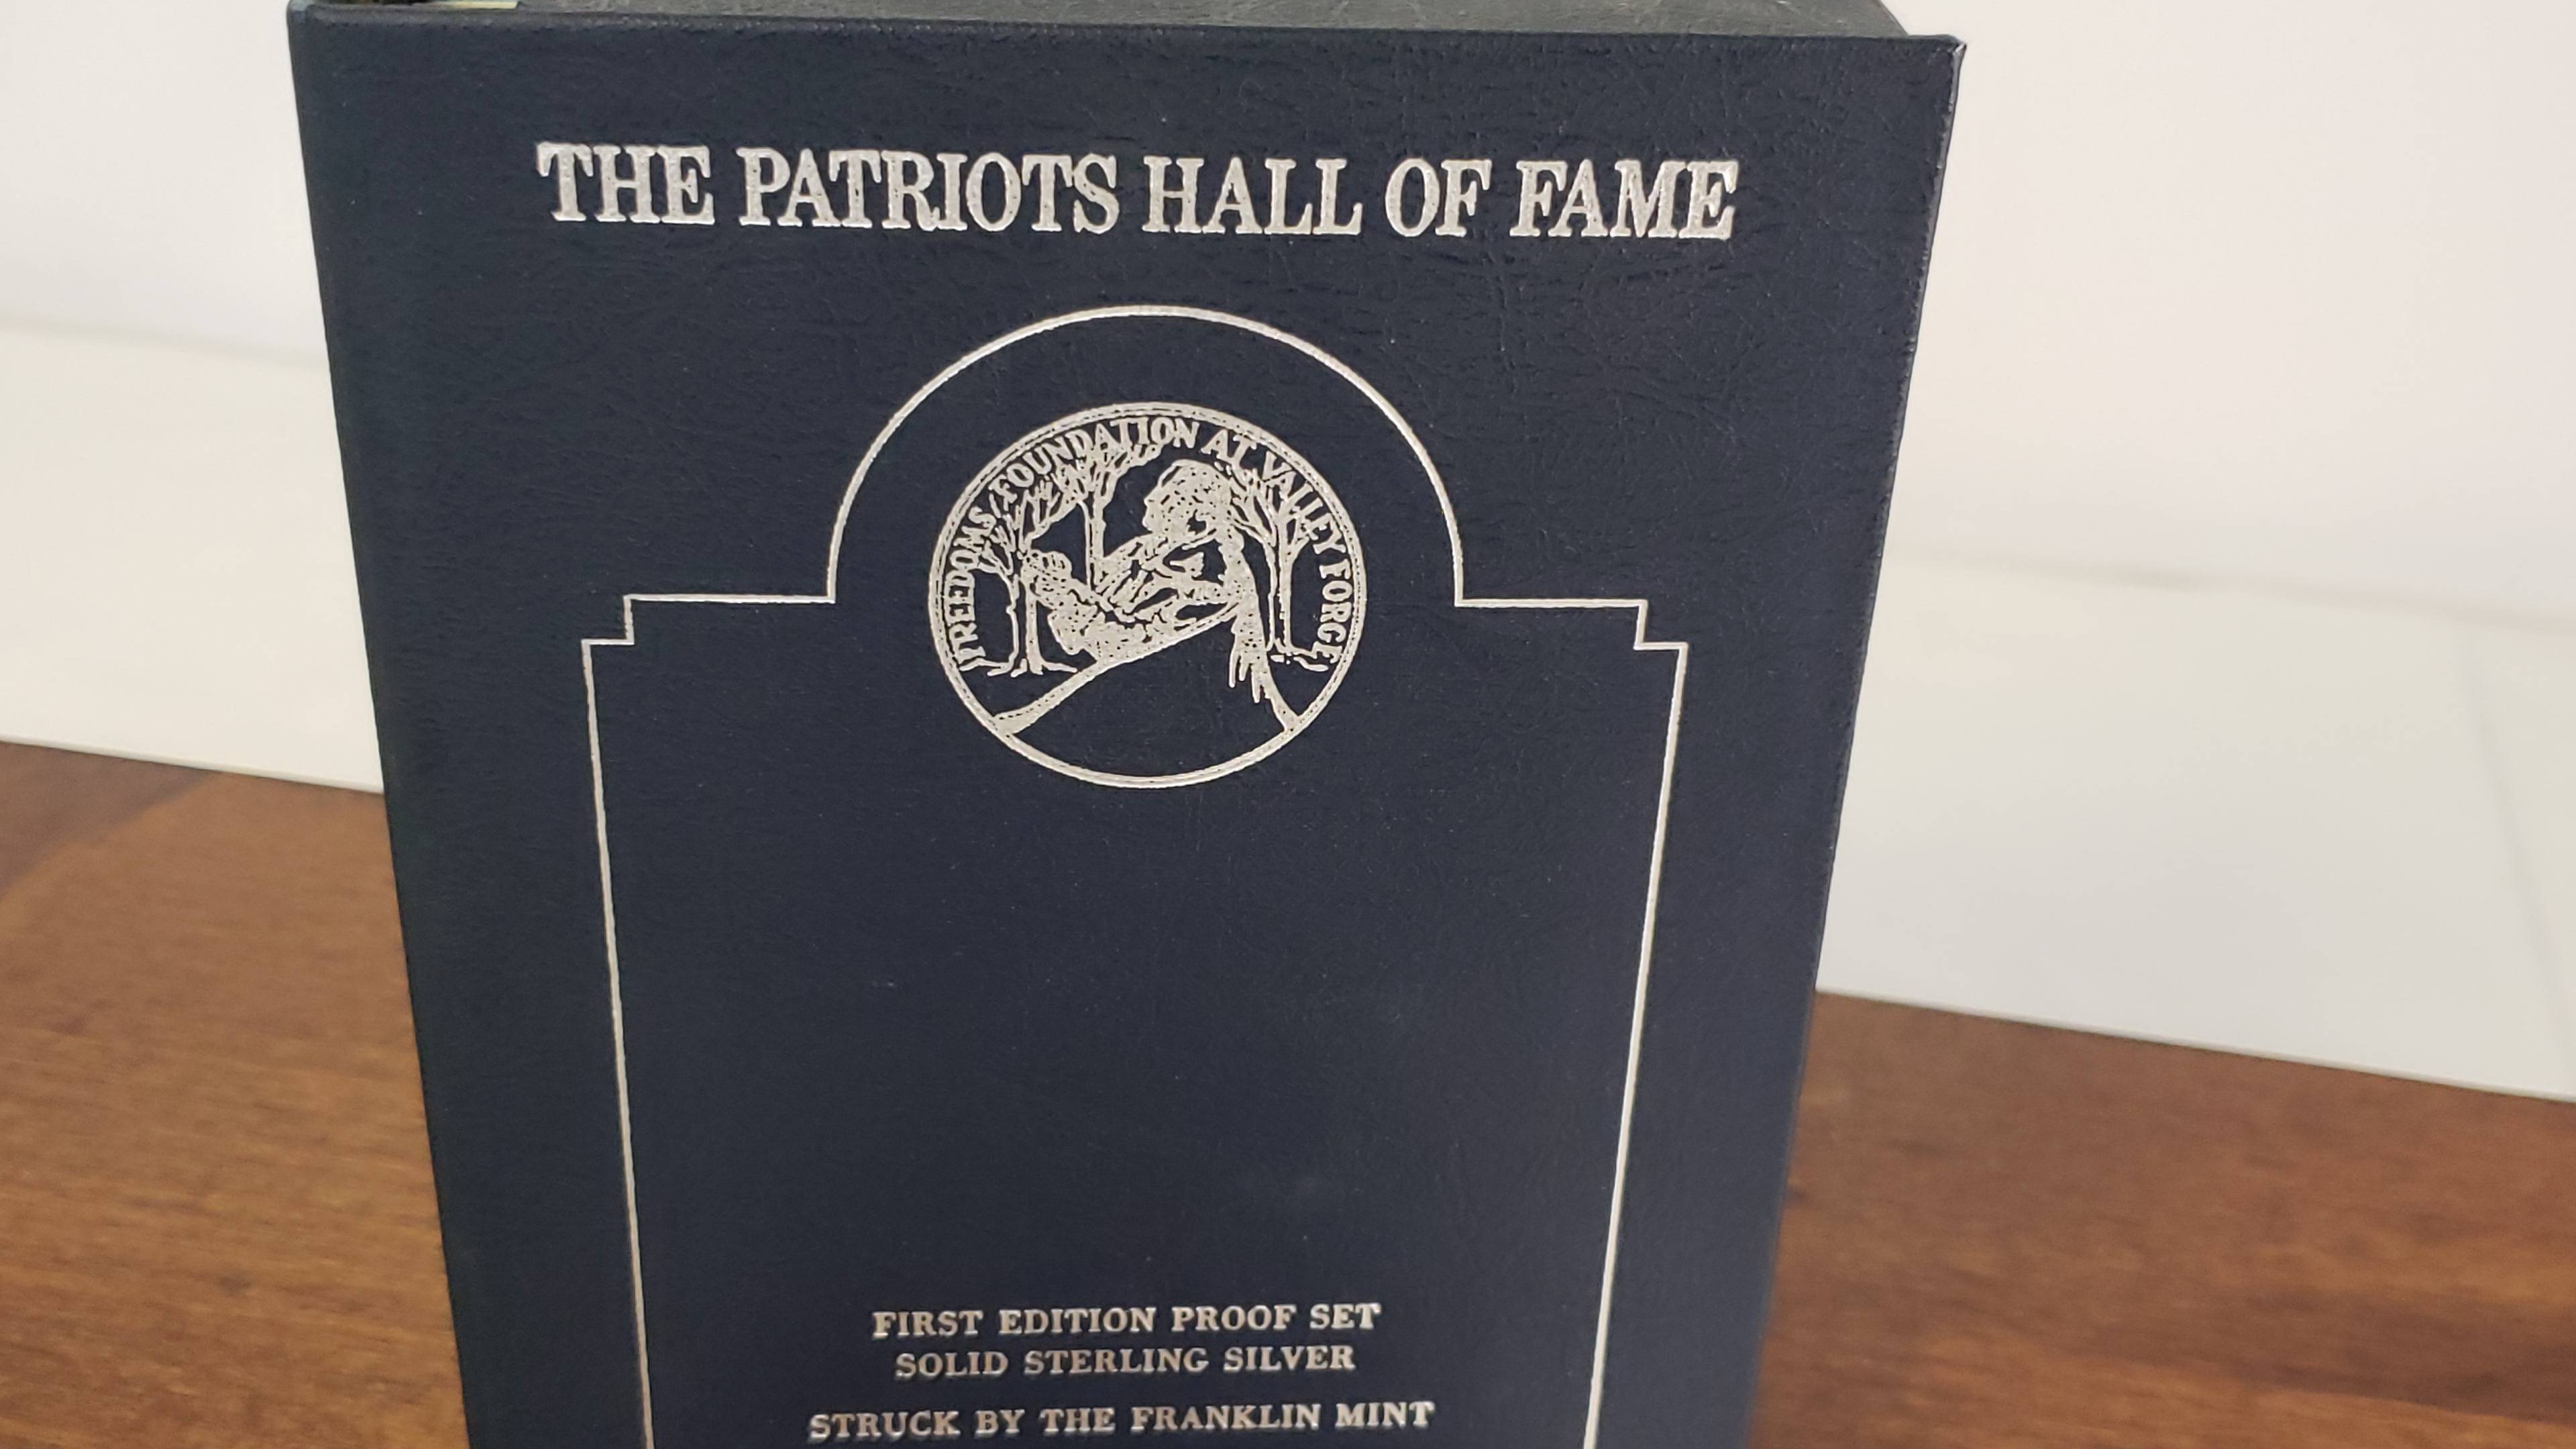 THE PATRIOTS HALL OF FAME
FREEDOMS FOUNDATION AT VALLEY FORGE
FIRST EDITION PROOF SET
SOLID STERLING SILVER
STRUCK BY THE FRANKLIN MINT